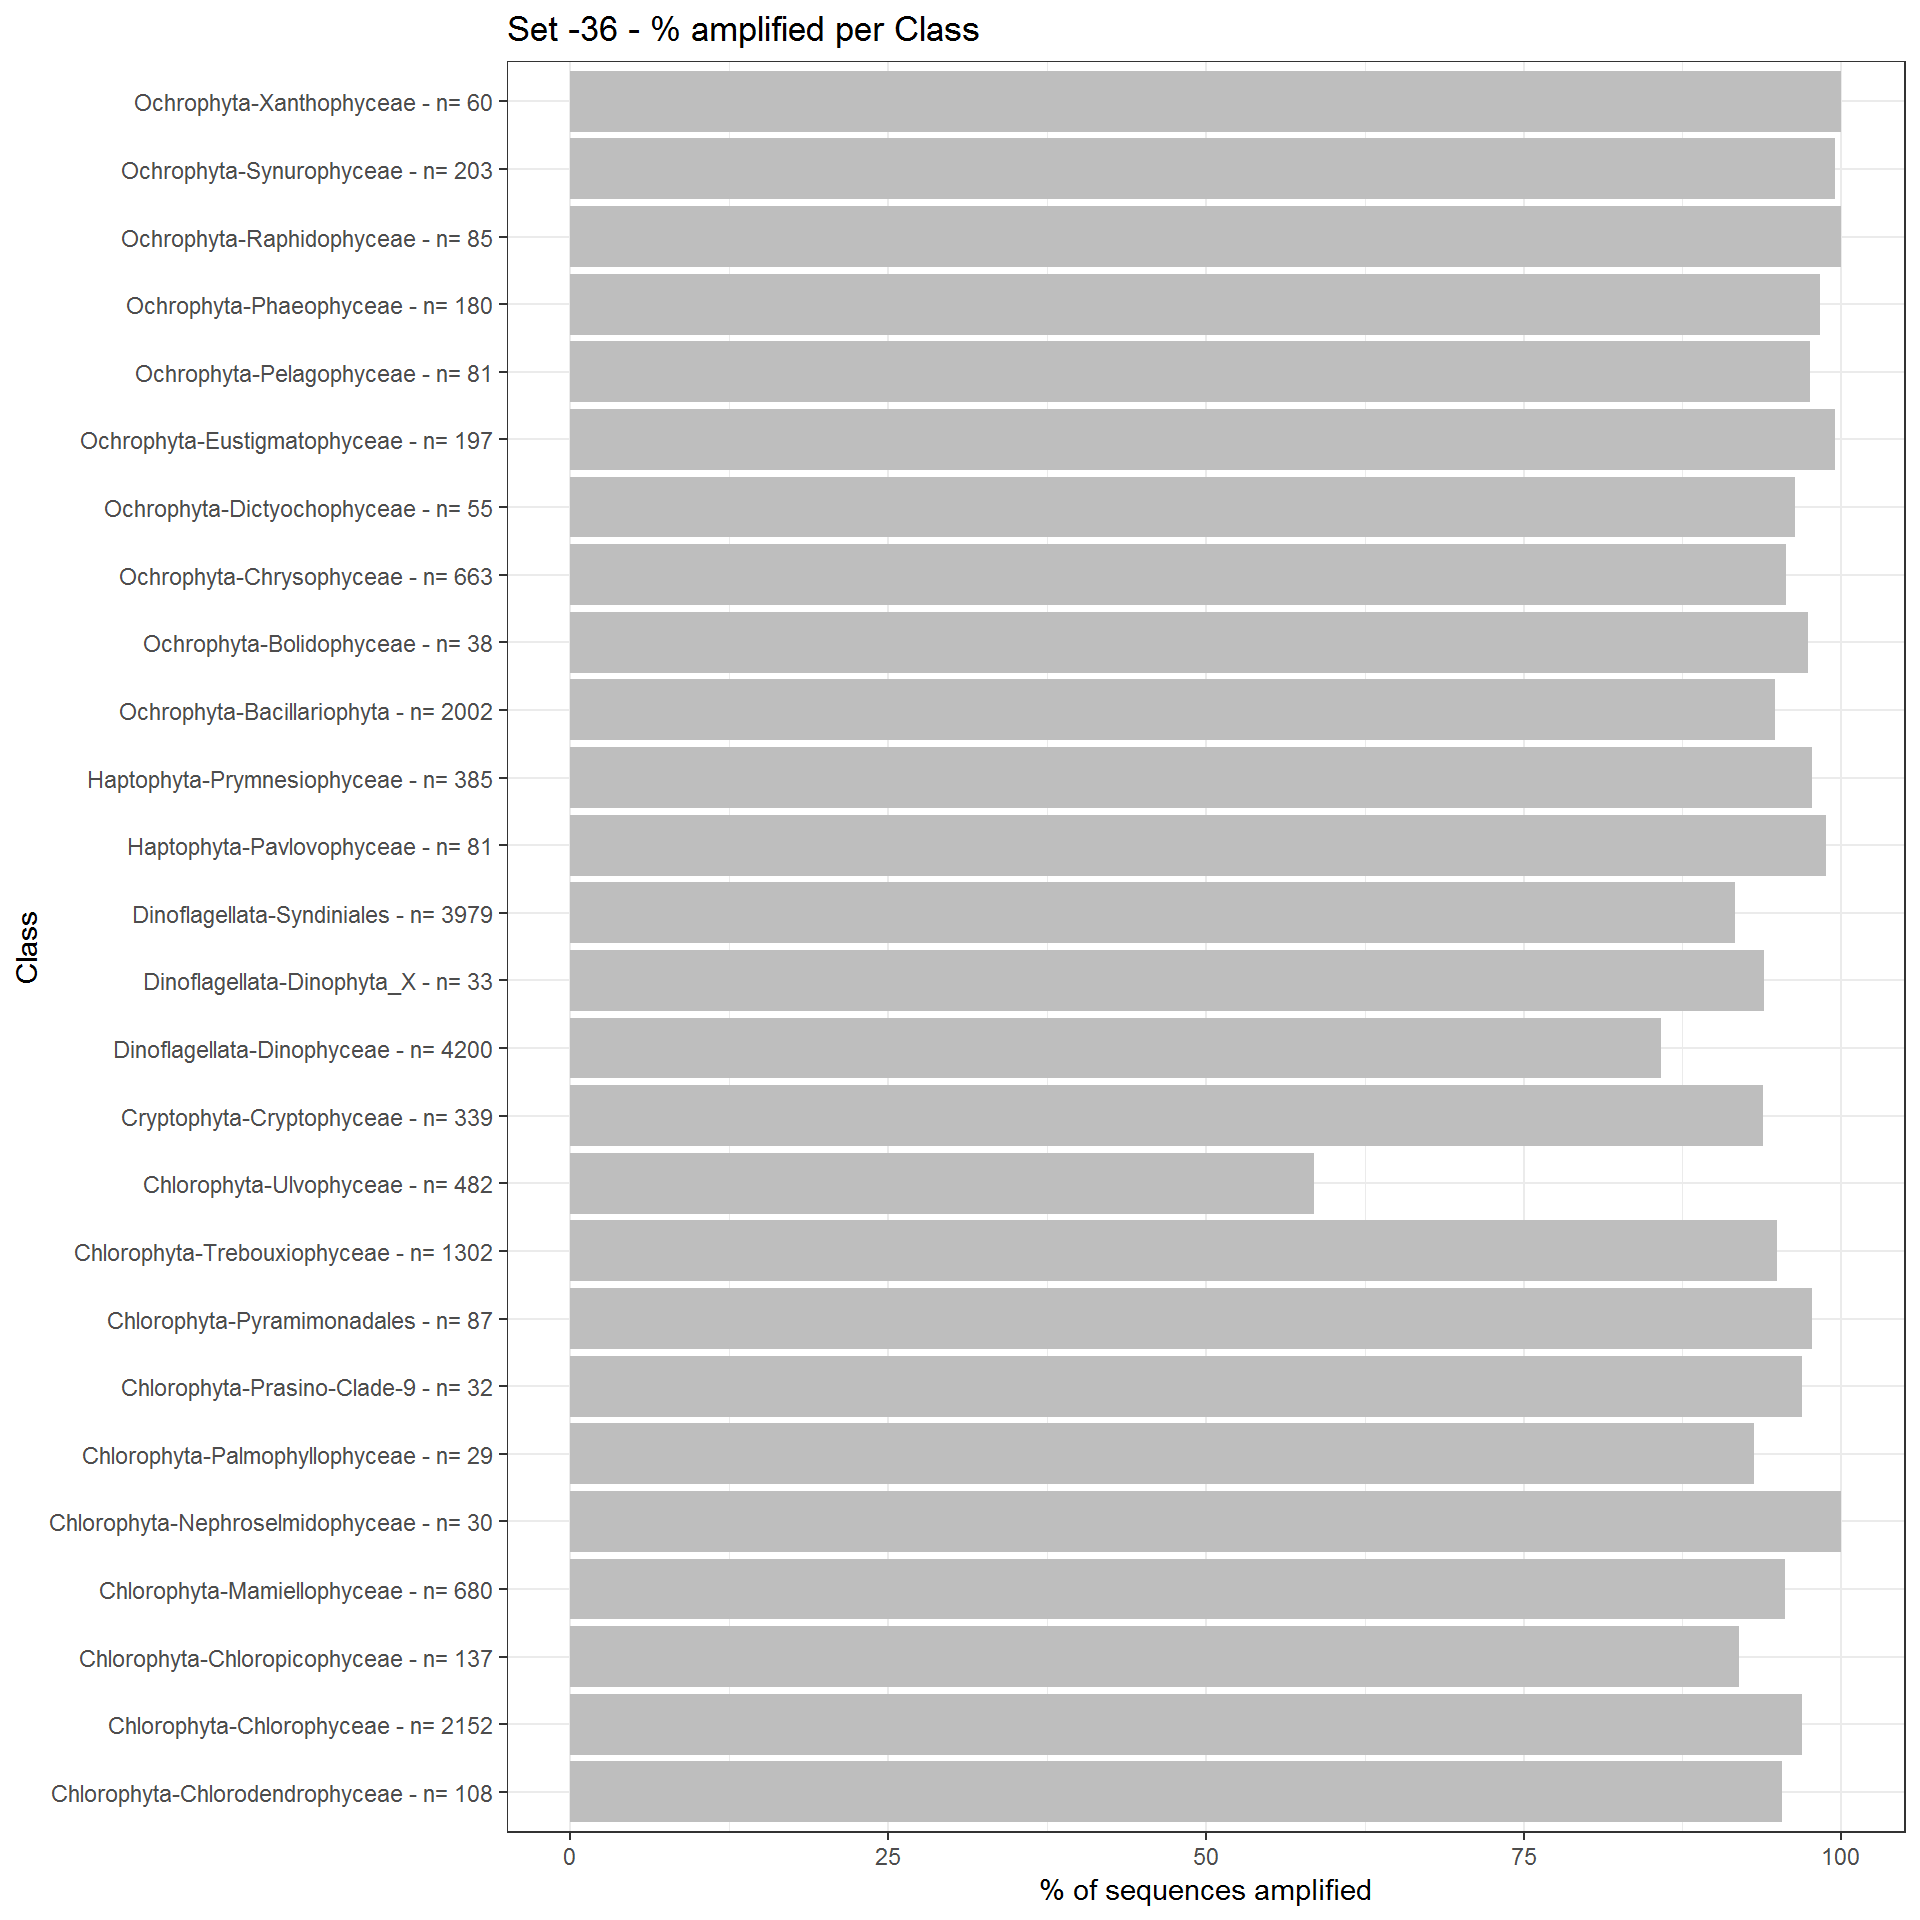 Set -36 - % amplified per Class
Ochrophyta-Xanthophyceae - n= 60
Ochrophyta-Synurophyceae - n= 203
Ochrophyta-Raphidophyceae - n= 85
Ochrophyta-Phaeophyceae - n= 180
Ochrophyta-Pelagophyceae - n= 81
Ochrophyta-Eustigmatophyceae - n= 197
Ochrophyta-Dictyochophyceae - n= 55
Ochrophyta-Chrysophyceae - n= 663
Ochrophyta-Bolidophyceae - n= 38
Ochrophyta-Bacillariophyta - n= 2002
Haptophyta-Prymnesiophyceae - n= 385
Haptophyta-Pavlovophyceae - n= 81
Dinoflagellata-Syndiniales - n= 3979
Dinoflagellata-Dinophyta_X - n= 33
Dinoflagellata-Dinophyceae - n= 4200
Cryptophyta-Cryptophyceae - n= 339
Chlorophyta-Ulvophyceae - n= 482
Chlorophyta-Trebouxiophyceae - n= 1302
Chlorophyta-Pyramimonadales - n= 87
Chlorophyta-Prasino-Clade-9 - n= 32
Chlorophyta-Palmophyllophyceae - n= 29
Chlorophyta-Nephroselmidophyceae - n= 30
Chlorophyta-Mamiellophyceae - n= 680
Chlorophyta-Chloropicophyceae - n= 137
Chlorophyta-Chlorophyceae - n= 2152
Chlorophyta-Chlorodendrophyceae - n= 108
Class
0 25 50 75 100
% of sequences amplified